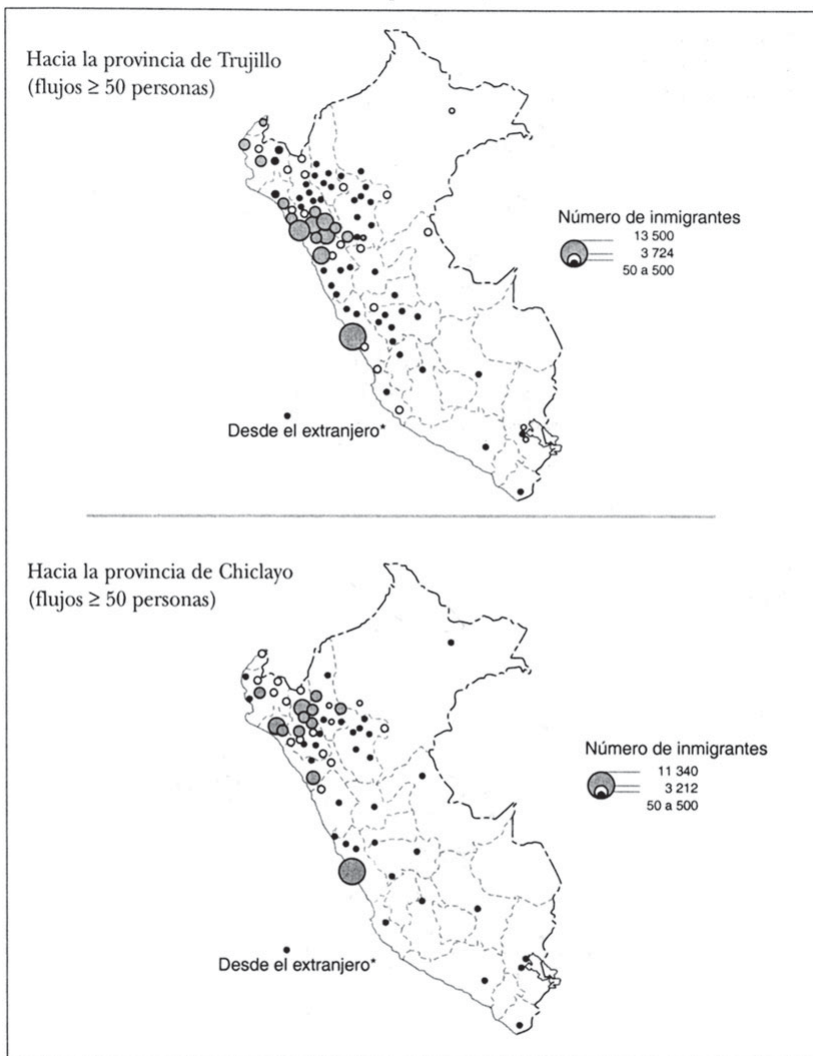 Hacia la provincia de Trujillo
(flujos ≥ 50 personas)
Número de inmigrantes
13 500
3 724
50 a 500
Desde el extranjero*
Hacia la provincia de Chiclayo
(flujos ≥ 50 personas)
Número de inmigrantes
11 340
3 212
50 a 500
Desde el extranjero*